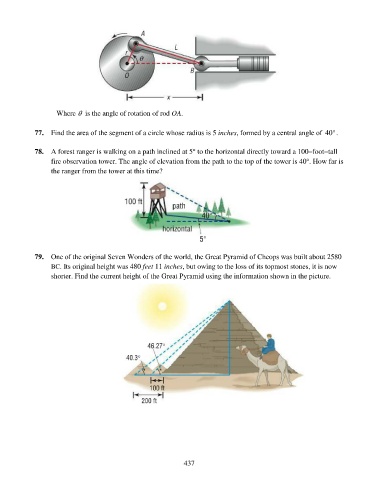 A
L
r
θ
O
B
x
Where θ is the angle of rotation of rod OA.
77. Find the area of the segment of a circle whose radius is 5 inches, formed by a central angle of 40°.
78. A forest ranger is walking on a path inclined at 5° to the horizontal directly toward a 100-foot-tall
fire observation tower. The angle of elevation from the path to the top of the tower is 40°. How far is
the ranger from the tower at this time?
100 ft
path
40°
horizontal
5°
79. One of the original Seven Wonders of the world, the Great Pyramid of Cheops was built about 2580
BC. Its original height was 480 feet 11 inches, but owing to the loss of its topmost stones, it is now
shorter. Find the current height of the Great Pyramid using the information shown in the picture.
46.27°
40.3°
100 ft
200 ft
437